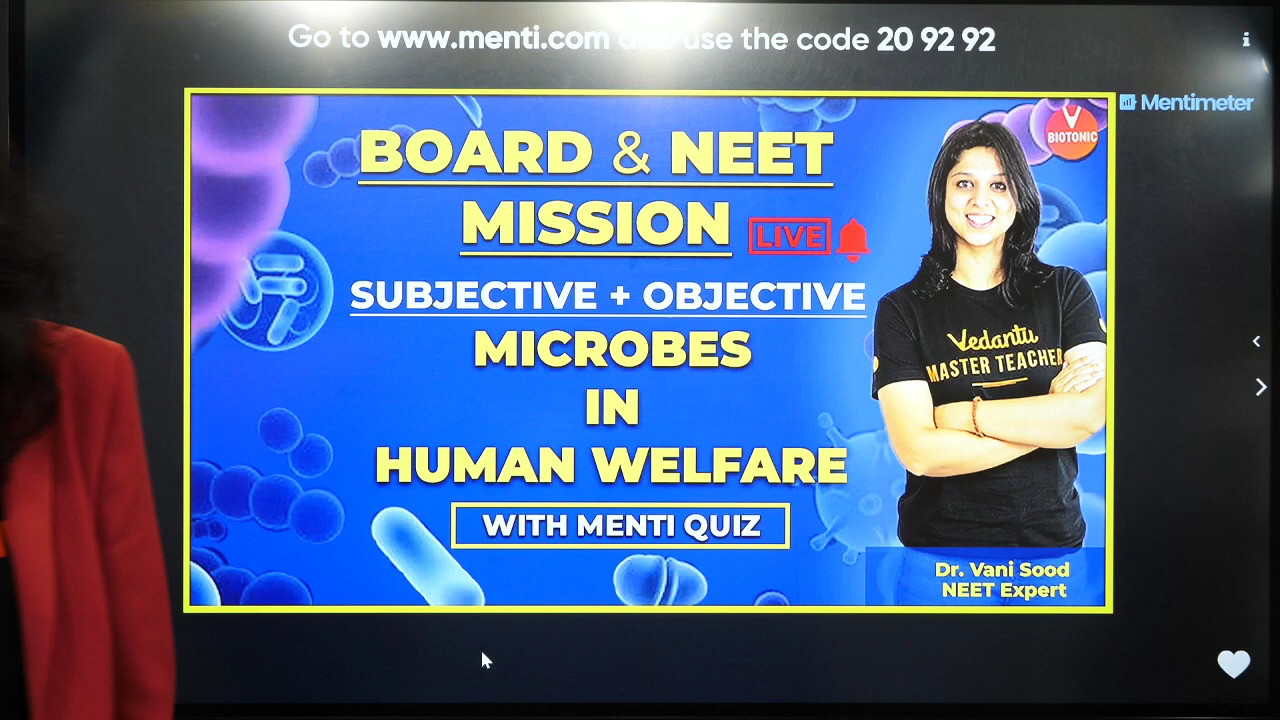 Go to www.menti.com and use the code 20 92 92
Mentimeter
BOARD & NEET
MISSION LIVE
SUBJECTIVE + OBJECTIVE
MICROBES
IN
HUMAN WELFARE
WITH MENTI QUIZ
V
BIOTONIC
Vedantu
MASTER TEACHER
Dr. Vani Sood
NEET Expert